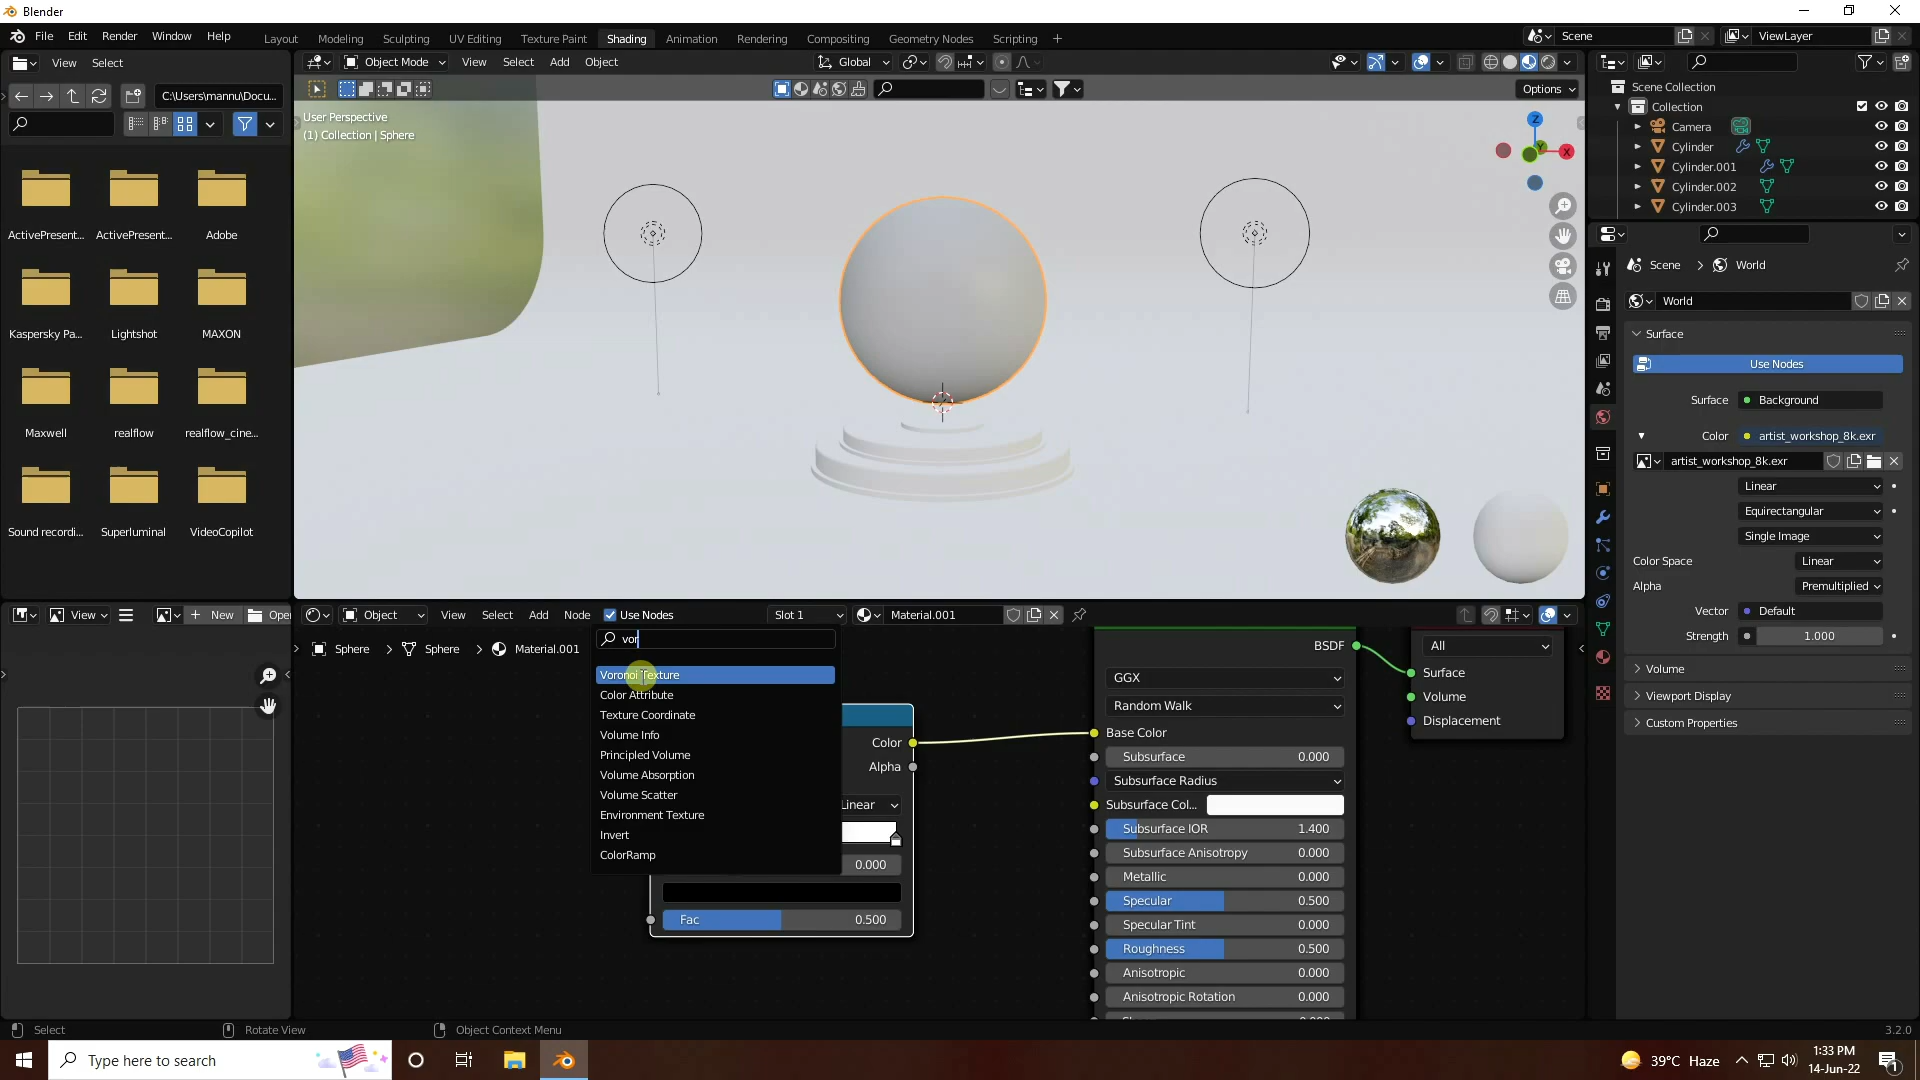 Blender
File Edit Render Window Help
Layout Modeling Sculpting UV Editing Texture Paint Shading Animation Rendering Compositing Geometry Nodes Scripting +
Scene
ViewLayer
View Select
Object Mode View Select Add Object
Global
C:\Users\mannu\Docu...
Options
User Perspective
(1) Collection | Sphere
Z
Y
X
ActivePresent... ActivePresent... Adobe
Kaspersky Pa... Lightshot MAXON
Maxwell realflow realflow_cine...
Sound recordi... Superluminal VideoCopilot
Scene Collection
Collection
Camera
Cylinder
Cylinder.001
Cylinder.002
Cylinder.003
Scene > World
World
Surface
Use Nodes
Surface Background
Color artist_workshop_8k.exr
artist_workshop_8k.exr
Linear
Equirectangular
Single Image
Color Space Linear
Alpha Premultiplied
Vector Default
Strength 1.000
Volume
Viewport Display
Custom Properties
View + New Open
Object View Select Add Node Use Nodes Slot 1 Material.001
Sphere > Sphere > Material.001
vor
Voronoi Texture
Color Attribute
Texture Coordinate
Volume Info
Principled Volume
Volume Absorption
Volume Scatter
Environment Texture
Invert
ColorRamp
Color
Alpha
Linear
0.000
Fac 0.500
BSDF
GGX
Random Walk
Base Color
Subsurface 0.000
Subsurface Radius
Subsurface Col...
Subsurface IOR 1.400
Subsurface Anisotropy 0.000
Metallic 0.000
Specular 0.500
Specular Tint 0.000
Roughness 0.500
Anisotropic 0.000
Anisotropic Rotation 0.000
All
Surface
Volume
Displacement
Select Rotate View Object Context Menu 3.2.0
Type here to search
39°C Haze
1:33 PM
14-Jun-22
1